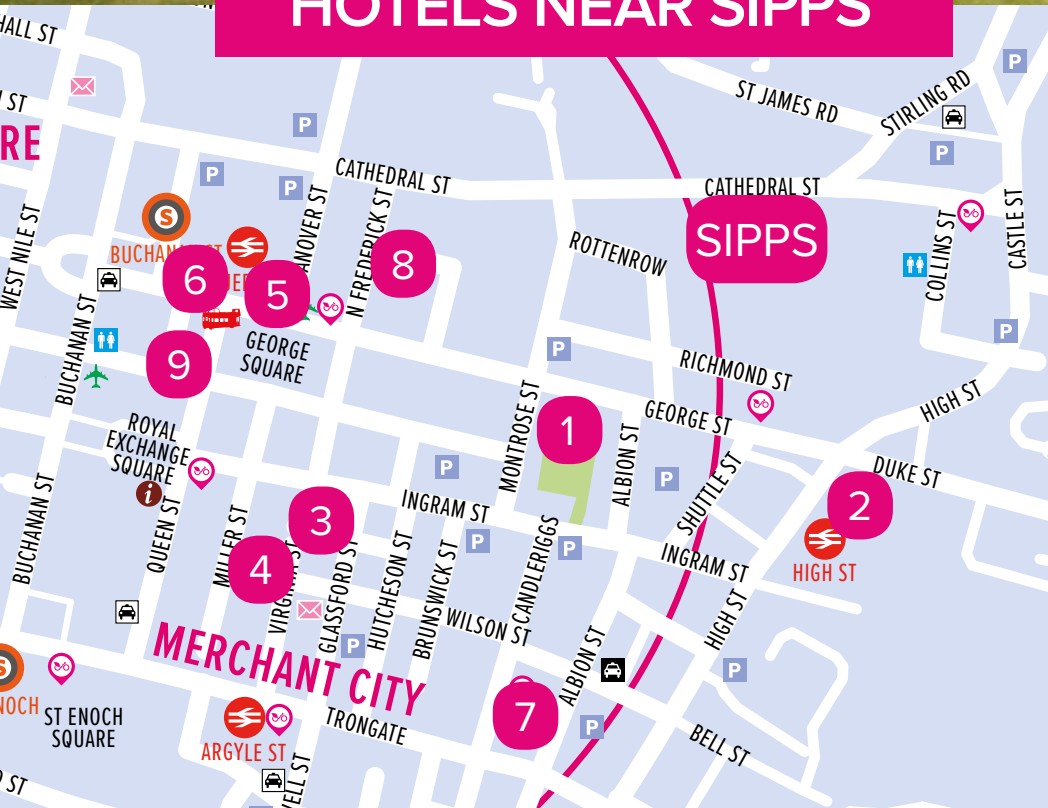 HOTELS NEAR SIPPS
HALL ST
ST
RE
P
P
P
P
P
ST JAMES RD
STIRLING RD
CATHEDRAL ST
CATHEDRAL ST
SIPPS
ROTTENROW
COLLINS ST
CASTLE ST
WEST NILE ST
S
BUCHANAN ST
6
5
8
N FREDERICK ST
GEORGE
SQUARE
9
BUCHANAN ST
P
P
RICHMOND ST
GEORGE ST
HIGH ST
DUKE ST
ROYAL
EXCHANGE
SQUARE
i
MONTROSE ST
1
ALBION ST
P
P
SHUTTLE ST
2
HIGH ST
BUCHANAN ST
QUEEN ST
MILLER ST
3
4
INGRAM ST
P
P
CANDLERIGGS
INGRAM ST
HIGH ST
GLASSFORD ST
HUTCHESON ST
BRUNSWICK ST
WILSON ST
P
MERCHANT CITY
ALBION ST
P
7
P
BELL ST
S
NOCH
ST ENOCH
SQUARE
ARGYLE ST
TRONGATE
ST